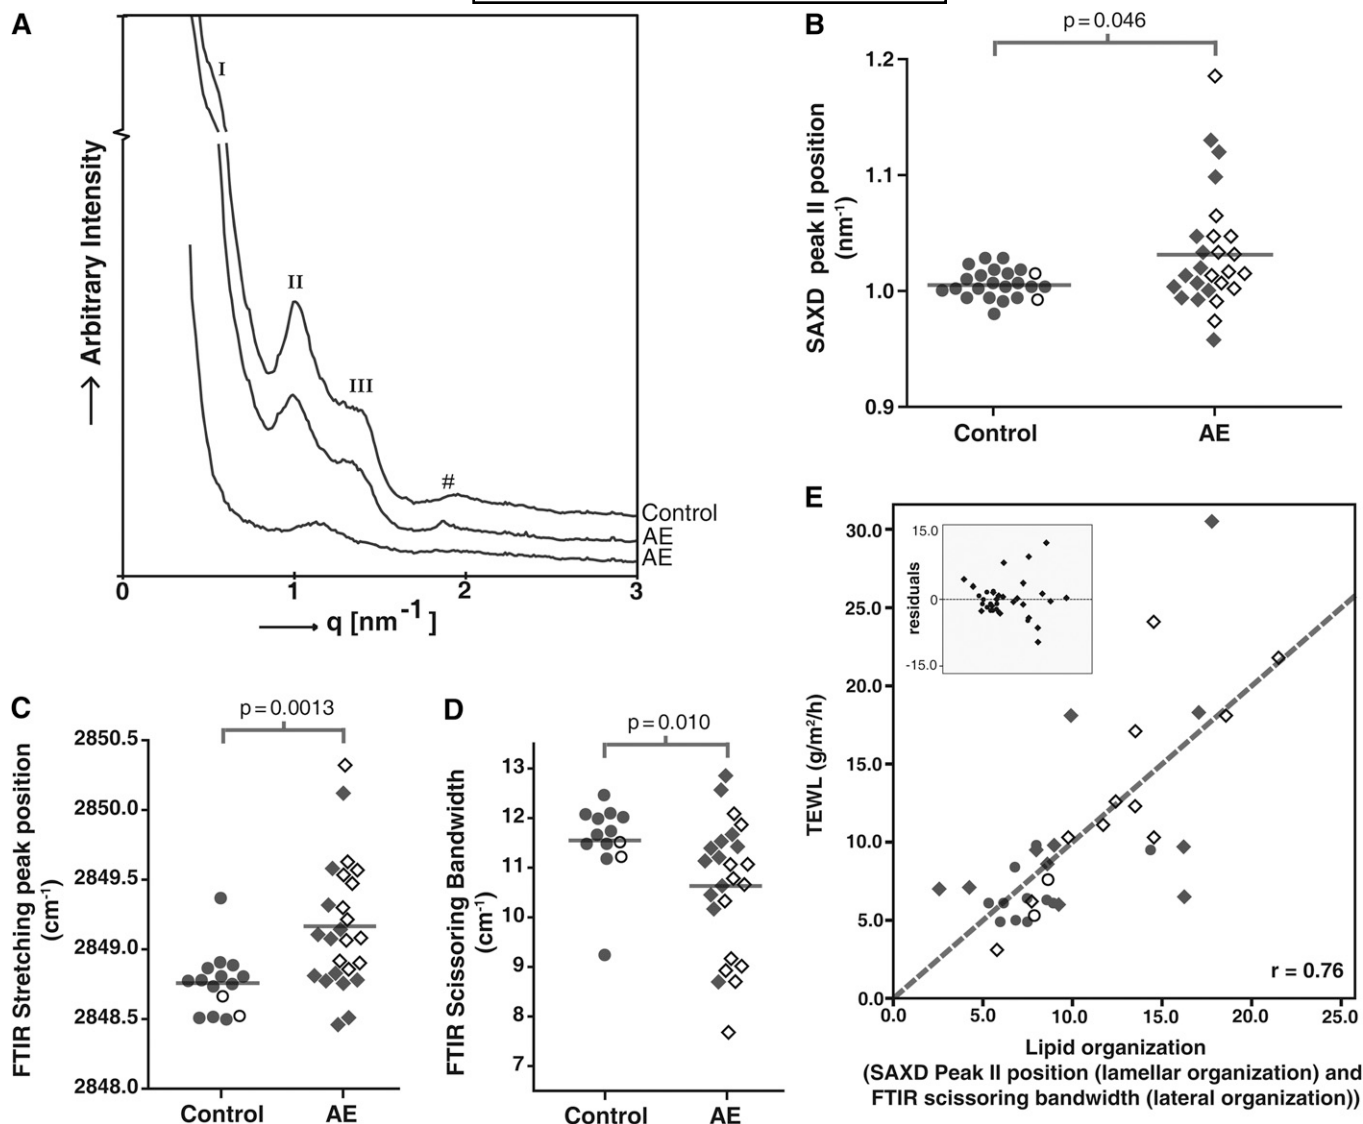 A
I
II
III
#
Control
AE
AE
0
1
2
3
Arbitrary Intensity
q [nm-1]
B
p=0.046
1.2
1.1
1.0
0.9
SAXD peak II position
(nm-1)
Control
AE
C
p=0.0013
2850.5
2850.0
2849.5
2849.0
2848.5
2848.0
FTIR Stretching peak position
(cm-1)
Control
AE
D
p=0.010
13
12
11
10
9
8
7
FTIR Scissoring Bandwidth
(cm-1)
Control
AE
E
30.0
25.0
20.0
15.0
10.0
5.0
0.0
TEWL (g/m²/h)
15.0
0
-15.0
residuals
r = 0.76
0.0
5.0
10.0
15.0
20.0
25.0
Lipid organization
(SAXD Peak II position (lamellar organization) and
FTIR scissoring bandwidth (lateral organization))